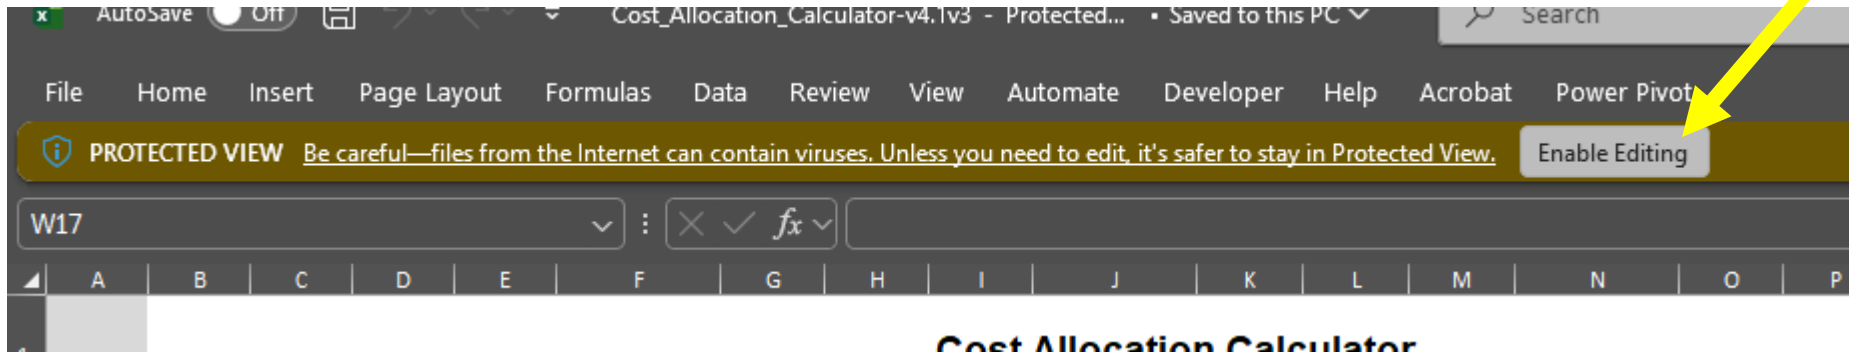 AutoSave Off Cost_Allocation_Calculator-v4.1v3 - Protected... • Saved to this PC Search
File Home Insert Page Layout Formulas Data Review View Automate Developer Help Acrobat Power Pivot
PROTECTED VIEW Be careful—files from the Internet can contain viruses. Unless you need to edit, it's safer to stay in Protected View. Enable Editing
W17 fx
A B C D E F G H I J K L M N O P
Cost Allocation Calculator